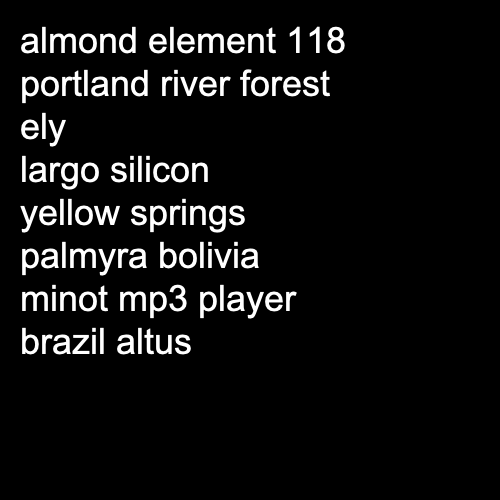 almond element 118
portland river forest
ely
largo silicon
yellow springs
palmyra bolivia
minot mp3 player
brazil altus